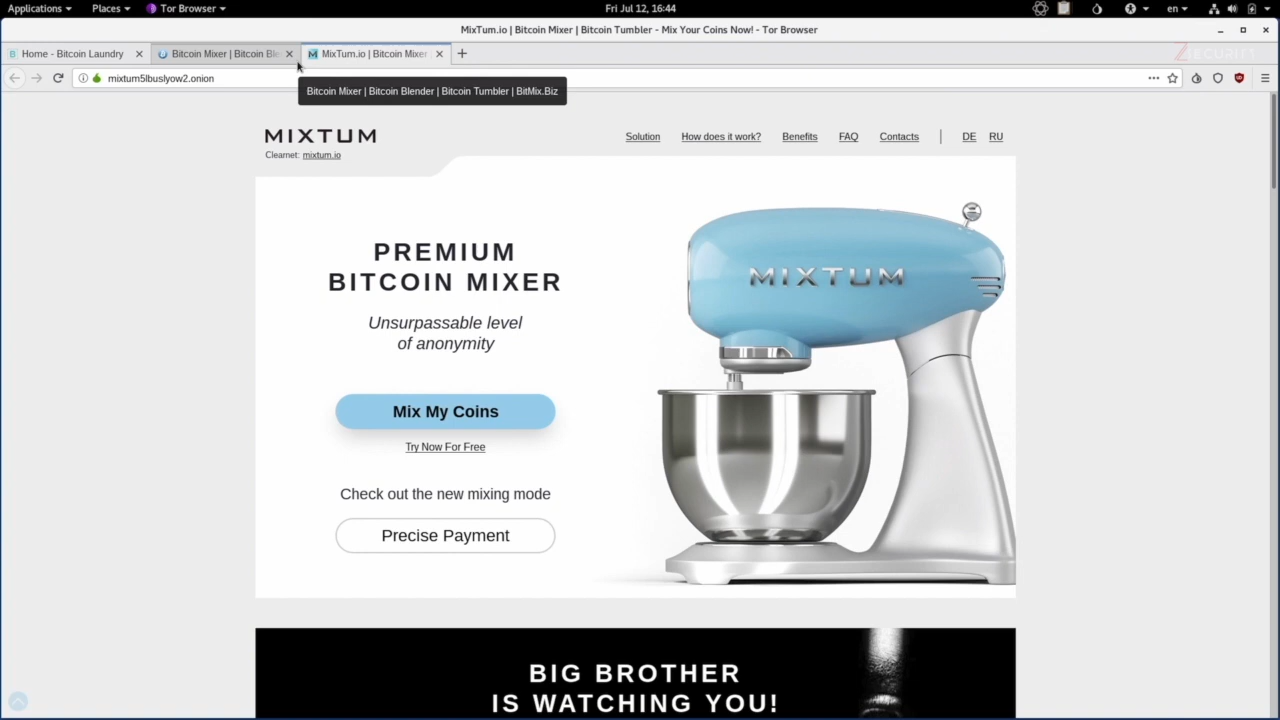 Applications
Places
Tor Browser
Fri Jul 12, 16:44
en
MixTum.io | Bitcoin Mixer | Bitcoin Tumbler - Mix Your Coins Now! - Tor Browser
Home - Bitcoin Laundry
Bitcoin Mixer | Bitcoin Ble
MixTum.io | Bitcoin Mixer
ZSECURITY
mixtum5lbuslyow2.onion
Bitcoin Mixer | Bitcoin Blender | Bitcoin Tumbler | BitMix.Biz
MIXTUM
Clearnet: mixtum.io
Solution
How does it work?
Benefits
FAQ
Contacts
DE
RU
PREMIUM
BITCOIN MIXER
Unsurpassable level
of anonymity
Mix My Coins
Try Now For Free
Check out the new mixing mode
Precise Payment
MIXTUM
BIG BROTHER
IS WATCHING YOU!